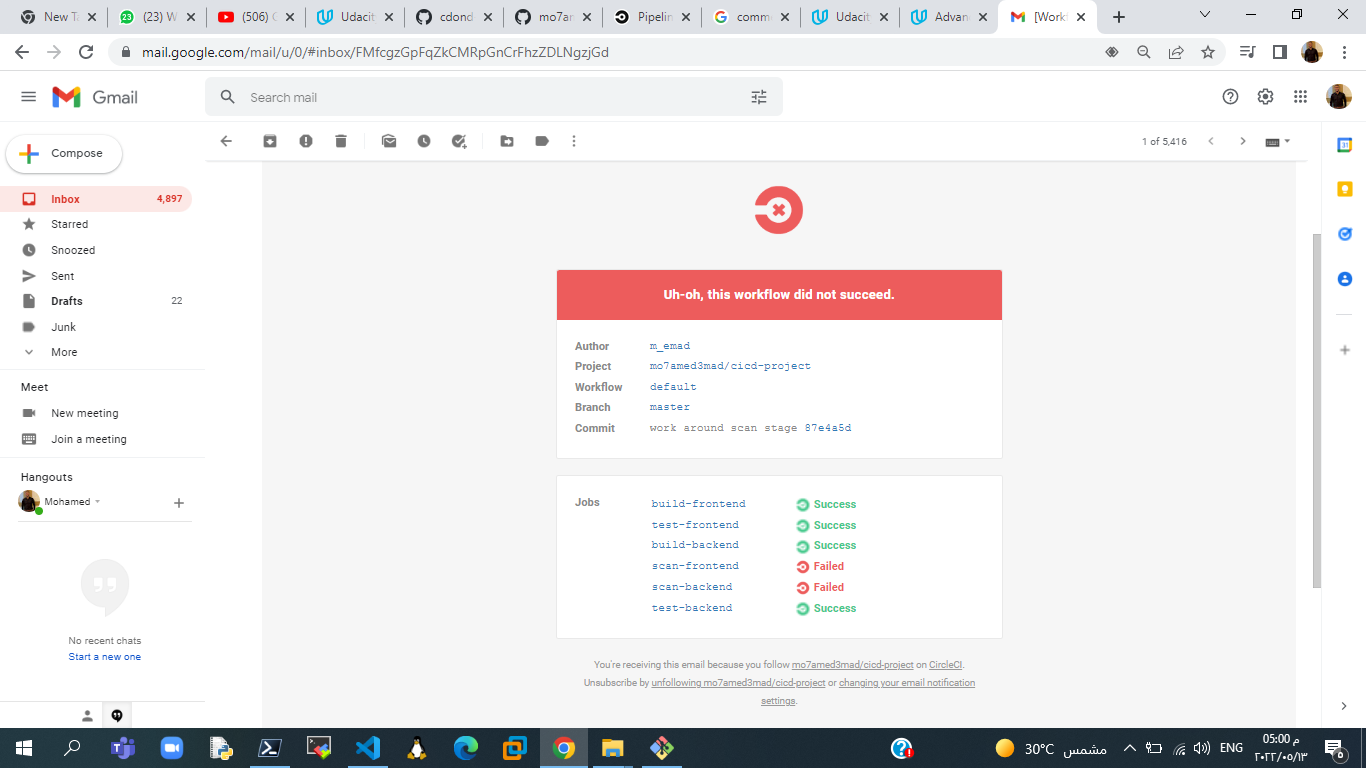 New Ta
(23) W
(506) C
Udacit
cdond
mo7ar
Pipelin
comm
Udacit
Advan
[Workf
mail.google.com/mail/u/0/#inbox/FMfcgzGpFqZkCMRpGnCrFhzZDLNgzjGd
Gmail
Search mail
Compose
1 of 5,416
Inbox 4,897
Starred
Snoozed
Sent
Drafts 22
Junk
More
Meet
New meeting
Join a meeting
Hangouts
Mohamed
No recent chats
Start a new one
Uh-oh, this workflow did not succeed.
Author m_emad
Project mo7amed3mad/cicd-project
Workflow default
Branch master
Commit work around scan stage 87e4a5d
Jobs build-frontend Success
test-frontend Success
build-backend Success
scan-frontend Failed
scan-backend Failed
test-backend Success
You're receiving this email because you follow mo7amed3mad/cicd-project on CircleCI.
Unsubscribe by unfollowing mo7amed3mad/cicd-project or changing your email notification
settings.
30°C مشمس
ENG
05:00 م
٢٠٢٢/٠٥/١٣